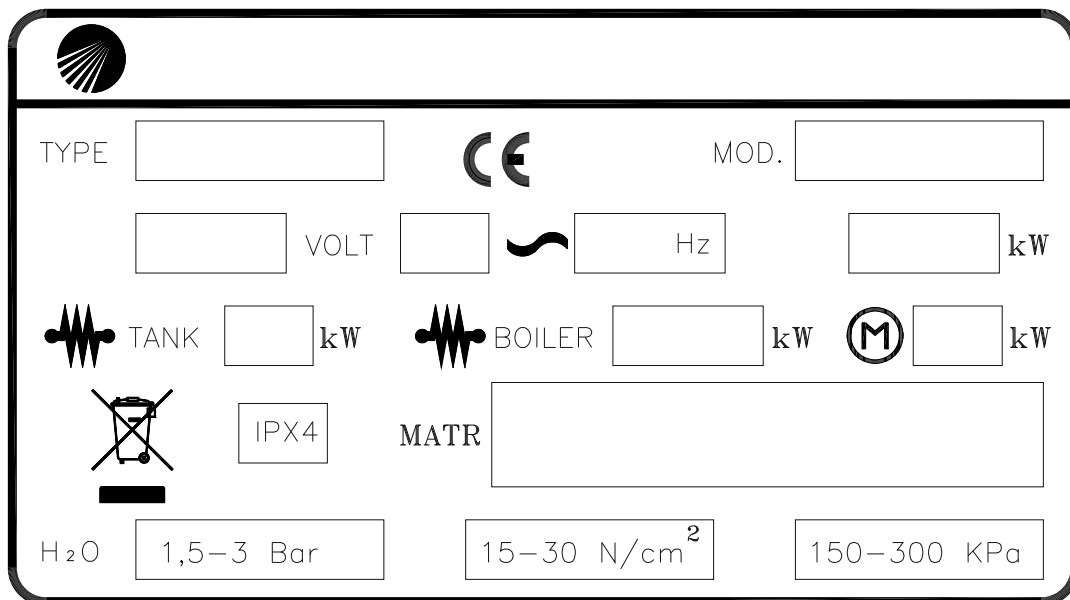 TYPE CE MOD.
VOLT Hz kW
TANK kW BOILER kW M kW
IPX4 MATR
H₂O 1,5-3 Bar 15-30 N/cm² 150-300 KPa